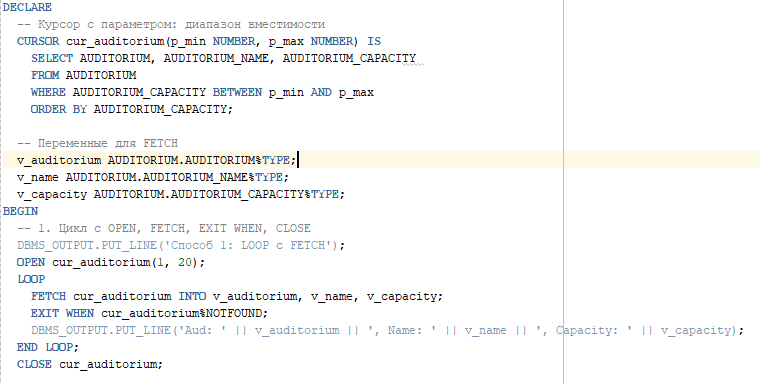 DECLARE
-- Курсор с параметром: диапазон вместимости
CURSOR cur_auditorium(p_min NUMBER, p_max NUMBER) IS
SELECT AUDITORIUM, AUDITORIUM_NAME, AUDITORIUM_CAPACITY
FROM AUDITORIUM
WHERE AUDITORIUM_CAPACITY BETWEEN p_min AND p_max
ORDER BY AUDITORIUM_CAPACITY;
-- Переменные для FETCH
v_auditorium AUDITORIUM.AUDITORIUM%TYPE;
v_name AUDITORIUM.AUDITORIUM_NAME%TYPE;
v_capacity AUDITORIUM.AUDITORIUM_CAPACITY%TYPE;
BEGIN
-- 1. Цикл с OPEN, FETCH, EXIT WHEN, CLOSE
DBMS_OUTPUT.PUT_LINE('Способ 1: LOOP с FETCH');
OPEN cur_auditorium(1, 20);
LOOP
FETCH cur_auditorium INTO v_auditorium, v_name, v_capacity;
EXIT WHEN cur_auditorium%NOTFOUND;
DBMS_OUTPUT.PUT_LINE('Aud: ' || v_auditorium || ', Name: ' || v_name || ', Capacity: ' || v_capacity);
END LOOP;
CLOSE cur_auditorium;